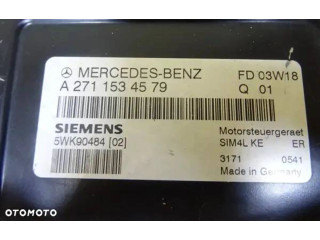 MERCEDES-BENZ FD 03W18
A 271 153 45 79 Q 01
SIEMENS Motorsteuergeraet
5WK90484 [02] SIM4L KE ER
3171 0541
Made in Germany
OTOMOTO
OTOMOTO